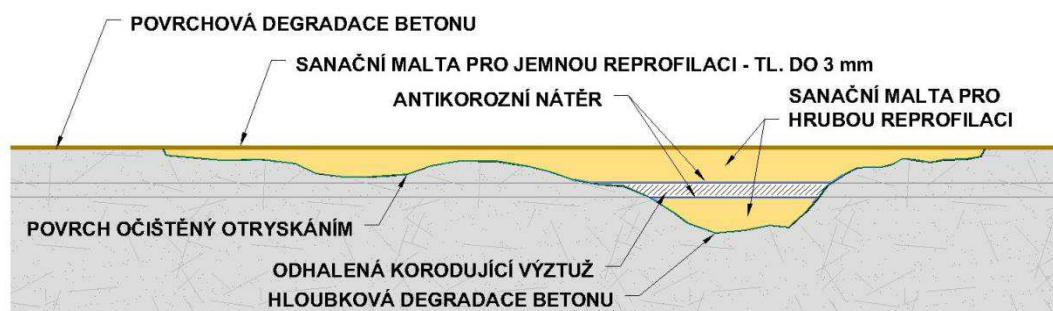 POVRCHOVÁ DEGRADACE BETONU
SANAČNÍ MALTA PRO JEMNOU REPROFILACI - TL. DO 3 mm
ANTIKOROZNÍ NÁTĚR
SANAČNÍ MALTA PRO
HRUBOU REPROFILACI
POVRCH OČIŠTĚNÝ OTRYSKÁNÍM
ODHALENÁ KORODUJÍCÍ VÝZTUŽ
HLOUBKOVÁ DEGRADACE BETONU